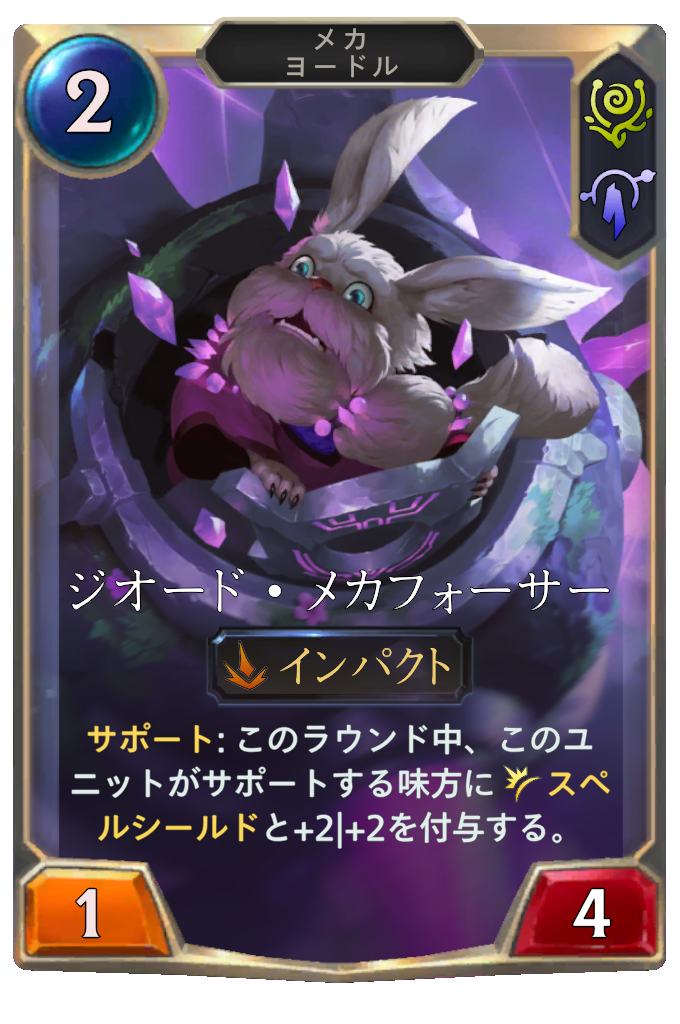 メカ
ヨードル
2
ジオード・メカフォーサー
インパクト
サポート: このラウンド中、このユ
ニットがサポートする味方に スペ
ルシールドと+2|+2を付与する。
1
4